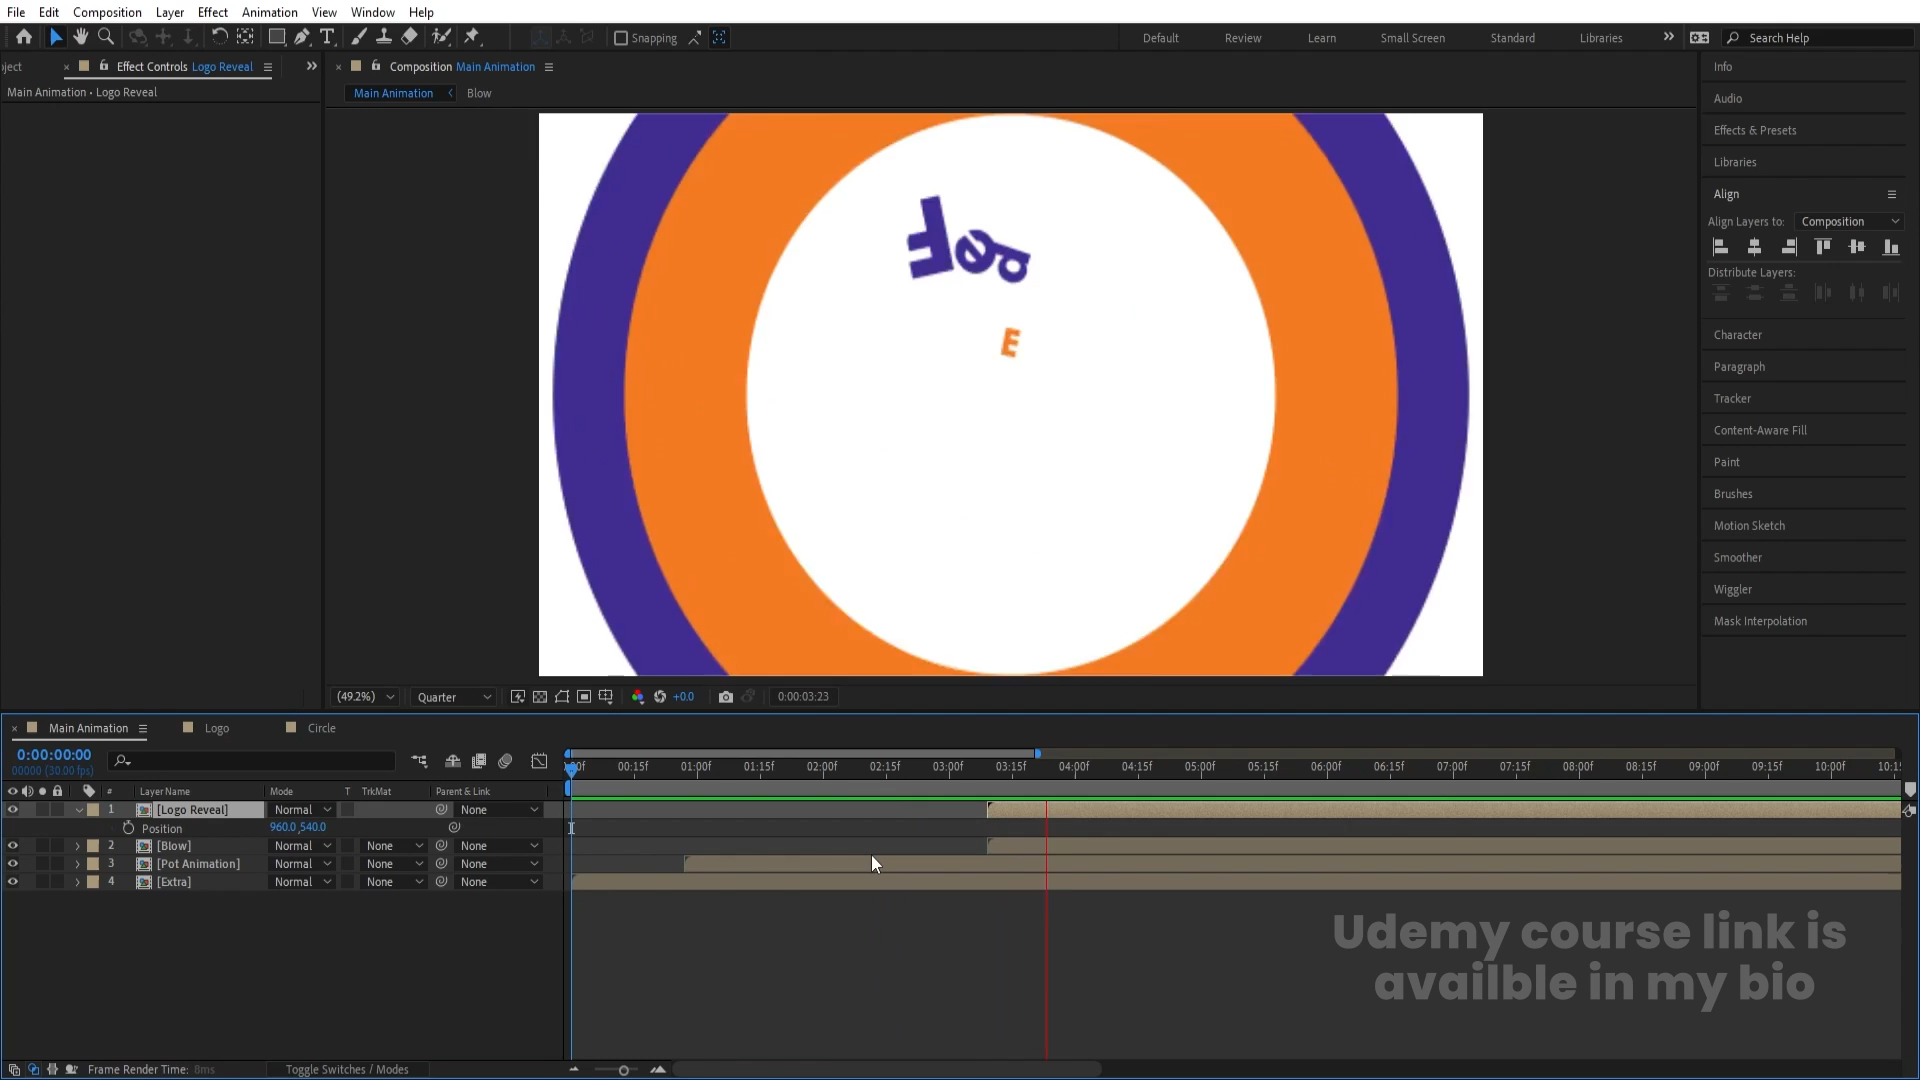 File Edit Composition Layer Effect Animation View Window Help
Snapping Default Review Learn Small Screen Standard Libraries Search Help
ject Effect Controls Logo Reveal
Composition Main Animation
Info
Main Animation • Logo Reveal
Main Animation Blow
Audio
Effects & Presets
Libraries
Align
Align Layers to: Composition
Distribute Layers:
Fed
E
Character
Paragraph
Tracker
Content-Aware Fill
Paint
Brushes
Motion Sketch
Smoother
Wiggler
Mask Interpolation
(49.2%) Quarter +0.0 0:00:03:23
Main Animation Logo Circle
0:00:00:00
00000 (30.00 fps)
00f 00:15f 01:00f 01:15f 02:00f 02:15f 03:00f 03:15f 04:00f 04:15f 05:00f 05:15f 06:00f 06:15f 07:00f 07:15f 08:00f 08:15f 09:00f 09:15f 10:00f 10:15
# Layer Name Mode T TrkMat Parent & Link
1 [Logo Reveal] Normal None
Position 960.0,540.0
2 [Blow] Normal None None
3 [Pot Animation] Normal None None
4 [Extra] Normal None None
Udemy course link is
availble in my bio
Frame Render Time: 8ms Toggle Switches / Modes